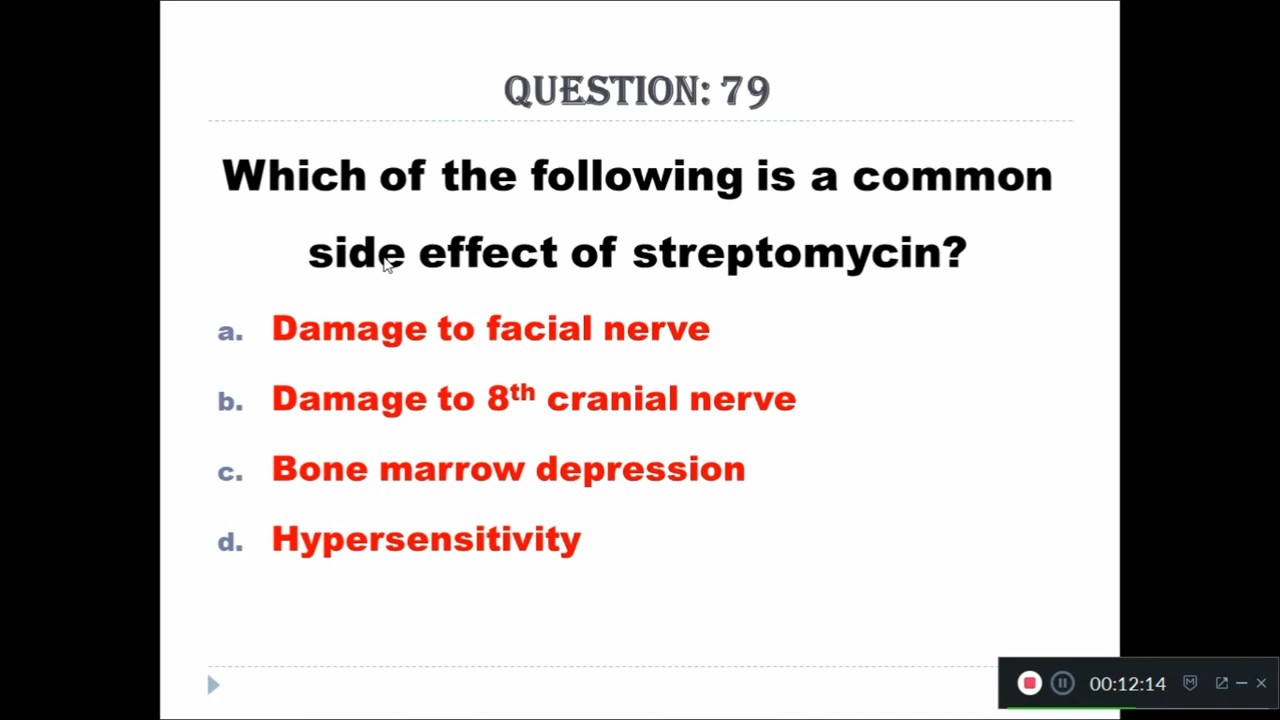 QUESTION: 79
Which of the following is a common
side effect of streptomycin?
a. Damage to facial nerve
b. Damage to 8th cranial nerve
c. Bone marrow depression
d. Hypersensitivity
00:12:14